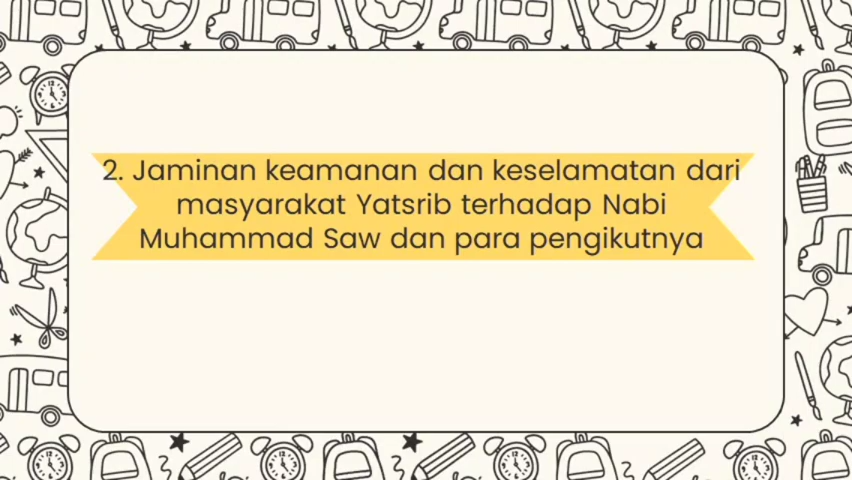 2. Jaminan keamanan dan keselamatan dari
masyarakat Yatsrib terhadap Nabi
Muhammad Saw dan para pengikutnya